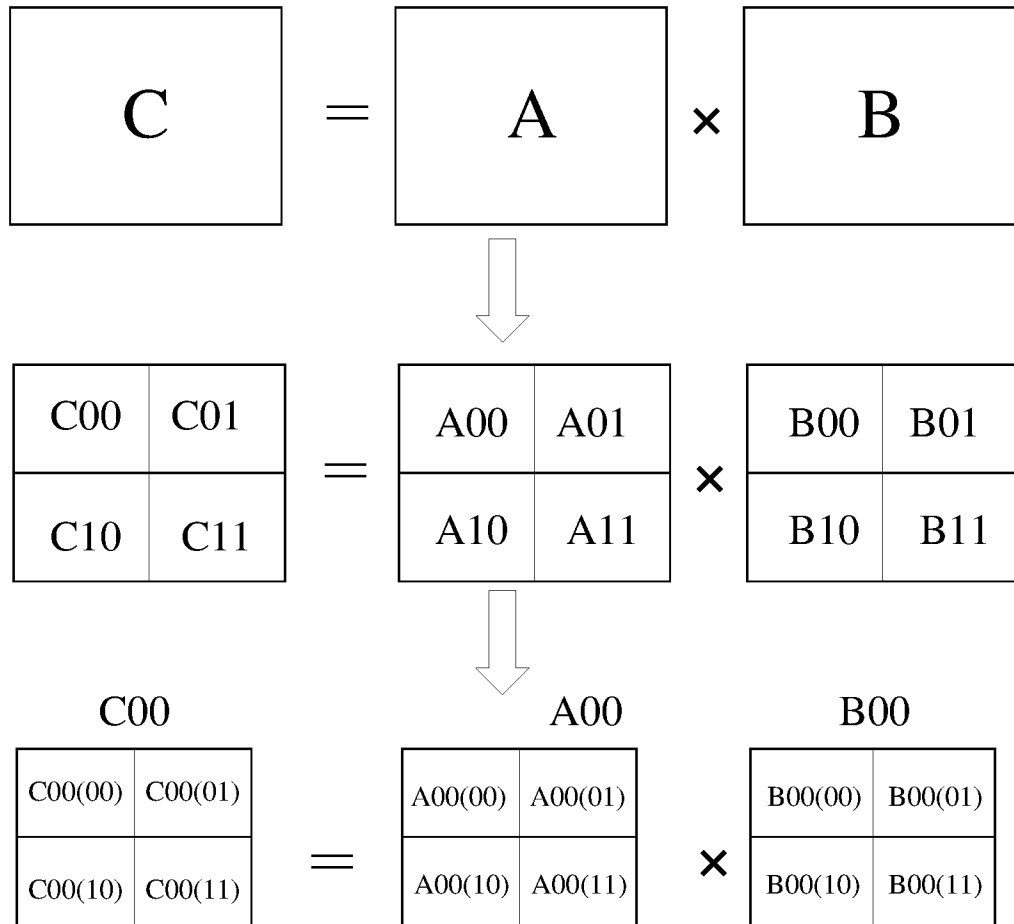 C = A × B
C00 C01 A00 A01 B00 B01
= ×
C10 C11 A10 A11 B10 B11
C00 A00 B00
C00(00) C00(01) A00(00) A00(01) B00(00) B00(01)
= ×
C00(10) C00(11) A00(10) A00(11) B00(10) B00(11)